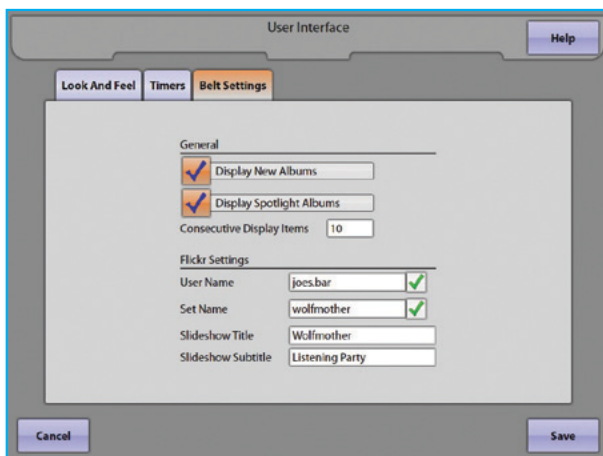 User Interface
Help
Look And Feel Timers Belt Settings
General
Display New Albums
Display Spotlight Albums
Consecutive Display Items 10
Flickr Settings
User Name joes.bar
Set Name wolfmother
Slideshow Title Wolfmother
Slideshow Subtitle Listening Party
Cancel Save